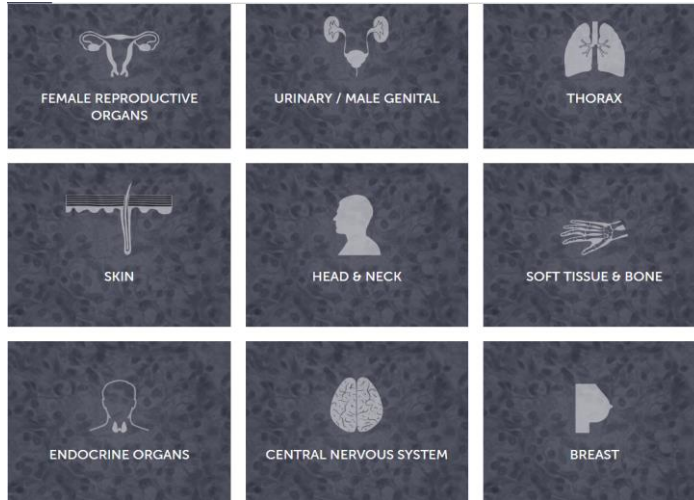 FEMALE REPRODUCTIVE
ORGANS
URINARY / MALE GENITAL
THORAX
SKIN
HEAD & NECK
SOFT TISSUE & BONE
ENDOCRINE ORGANS
CENTRAL NERVOUS SYSTEM
BREAST